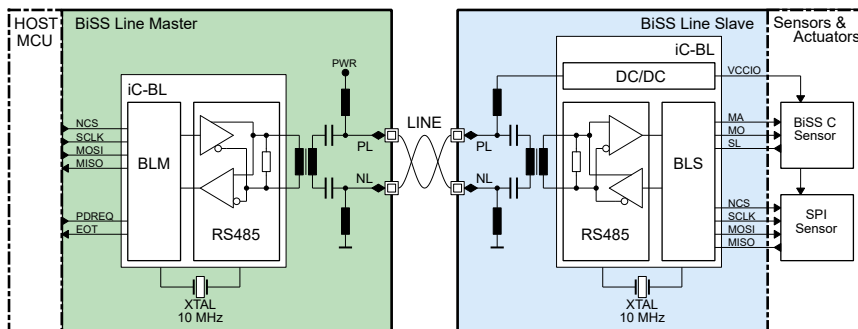 HOST
MCU
BiSS Line Master
BiSS Line Slave
Sensors &
Actuators
iC-BL
PWR
iC-BL
DC/DC
VCCIO
NCS
SCLK
MOSI
MISO
PDREQ
EOT
BLM
RS485
PL
NL
LINE
PL
NL
RS485
BLS
MA
MO
SL
BiSS C
Sensor
NCS
SCLK
MOSI
MISO
SPI
Sensor
XTAL
10 MHz
XTAL
10 MHz